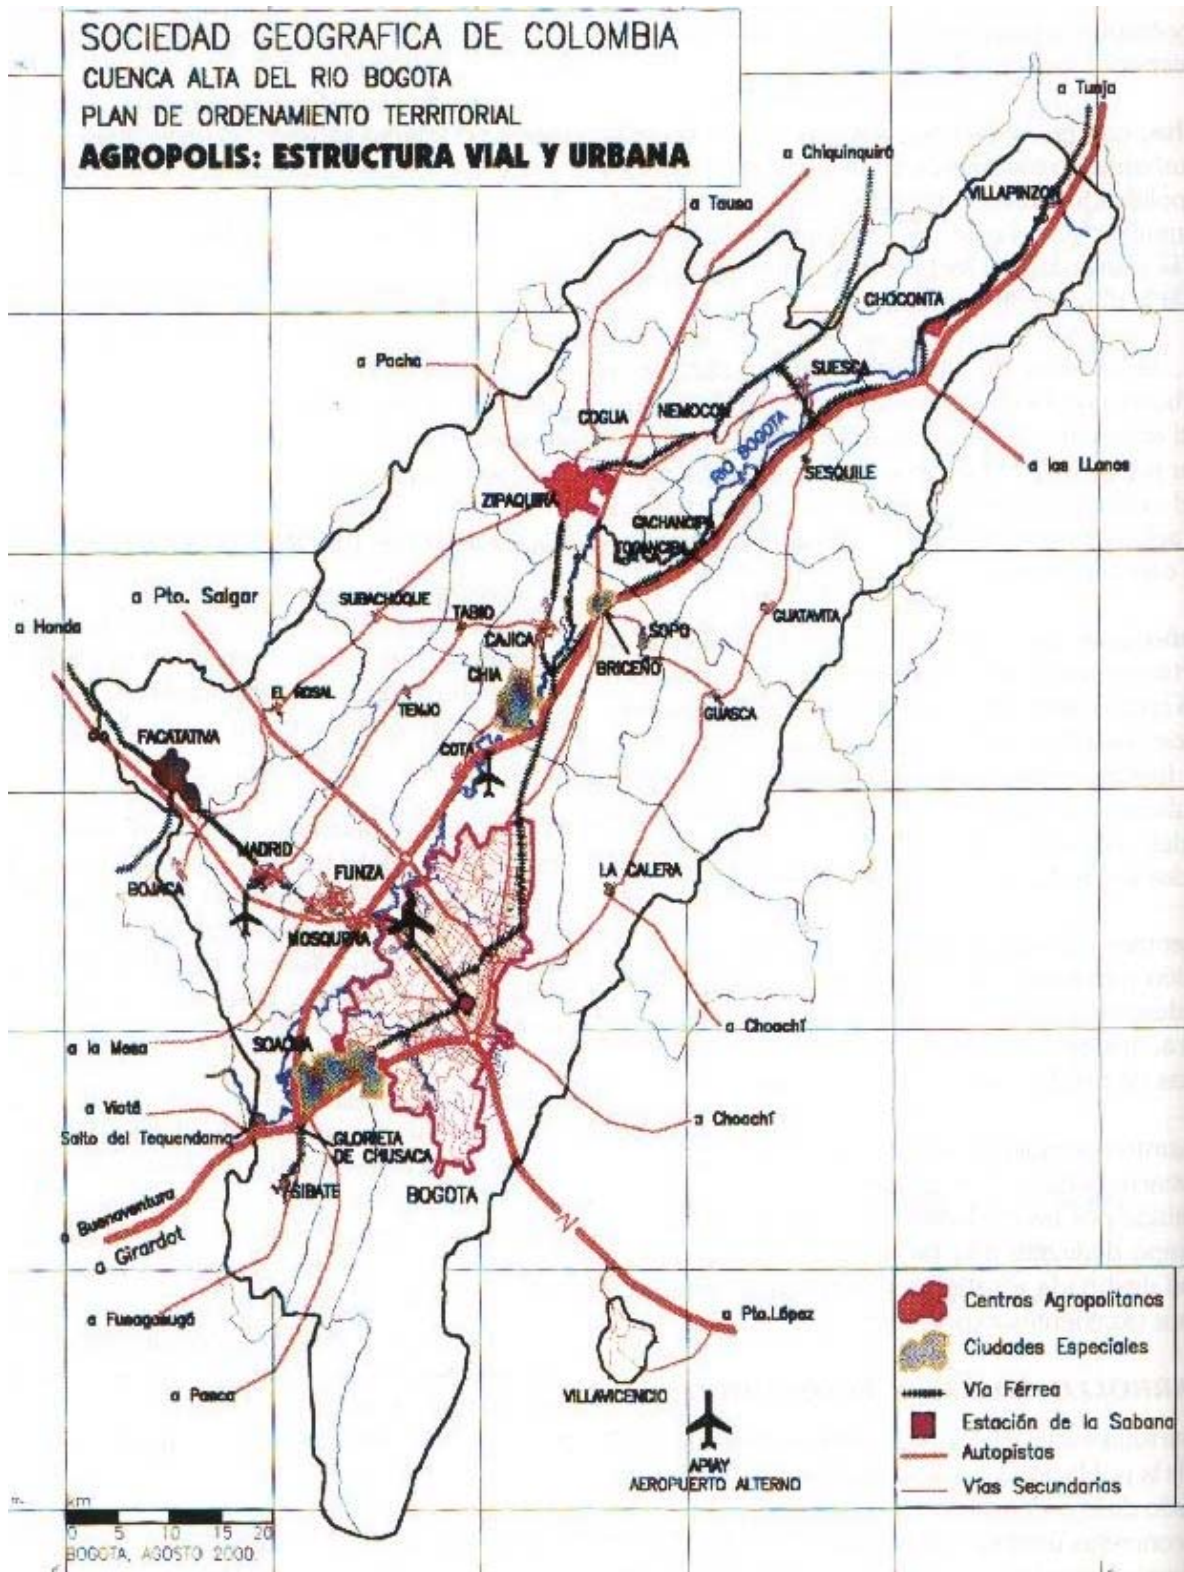 SOCIEDAD GEOGRAFICA DE COLOMBIA
CUENCA ALTA DEL RIO BOGOTA
PLAN DE ORDENAMIENTO TERRITORIAL
AGROPOLIS: ESTRUCTURA VIAL Y URBANA
a Tunja
a Chiquinquiró
VILLAPINZON
a Tausa
CHOCONTA
a Pacha
SUESCA
COGUA
NEMOCON
RIO BOGOTA
SESQUILE
a los LLanos
ZIPAQUIRA
GACHANCIPA
TOCANCIPA
a Pto. Salgar
SUBACHOQUE
TABIO
GUATAVITA
a Honda
CAJICA
SOPO
CHIA
BRICEÑO
EL ROSAL
TENJO
GUASCA
FACATATIVA
COTA
MADRID
FUNZA
LA CALERA
BOJACA
MOSQUERA
a la Mesa
SOACHA
a Choachí
a Viotá
a Choachí
Salto del Tequendama
GLORIETA
DE CHUSACA
SIBATE
BOGOTA
a Buenaventura
a Girardot
a Fusagasugá
a Pto.López
a Pasca
VILLAVICENCIO
APIAY
AEROPUERTO ALTERNO
Centros Agropolitanos
Ciudades Especiales
Vía Férrea
Estación de la Sabana
Autopistas
Vías Secundarias
km
0 5 10 20
BOGOTA, AGOSTO 2000.